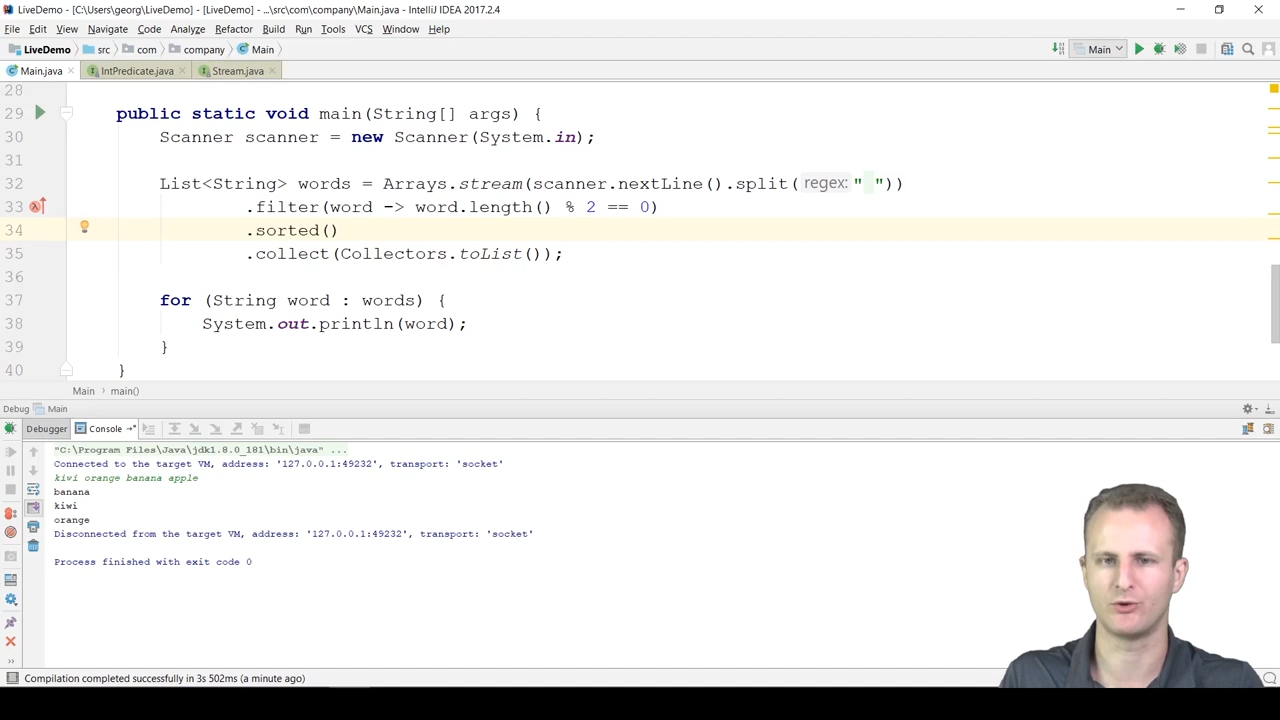 LiveDemo - [C:\Users\georg\LiveDemo] - [LiveDemo] - ...\src\com\company\Main.java - IntelliJ IDEA 2017.2.4
File Edit View Navigate Code Analyze Refactor Build Run Tools VCS Window Help
LiveDemo src com company Main Main
Main.java IntPredicate.java Stream.java
28
29 public static void main(String[] args) {
30 Scanner scanner = new Scanner(System.in);
31
32 List<String> words = Arrays.stream(scanner.nextLine().split( regex: " "))
33 .filter(word -> word.length() % 2 == 0)
34 .sorted()
35 .collect(Collectors.toList());
36
37 for (String word : words) {
38 System.out.println(word);
39 }
40 }
Main › main()
Debug Main
Debugger Console
"C:\Program Files\Java\jdk1.8.0_181\bin\java" ...
Connected to the target VM, address: '127.0.0.1:49232', transport: 'socket'
kiwi orange banana apple
banana
kiwi
orange
Disconnected from the target VM, address: '127.0.0.1:49232', transport: 'socket'
Process finished with exit code 0
Compilation completed successfully in 3s 502ms (a minute ago)